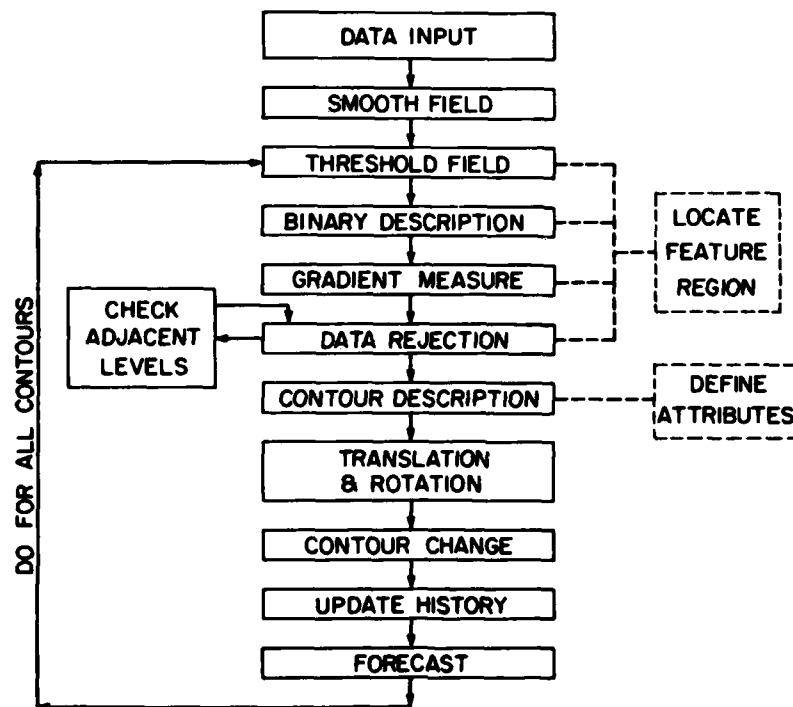 DATA INPUT
SMOOTH FIELD
THRESHOLD FIELD
BINARY DESCRIPTION
GRADIENT MEASURE
DATA REJECTION
CONTOUR DESCRIPTION
TRANSLATION
& ROTATION
CONTOUR CHANGE
UPDATE HISTORY
FORECAST
CHECK
ADJACENT
LEVELS
DO FOR ALL CONTOURS
LOCATE
FEATURE
REGION
DEFINE
ATTRIBUTES